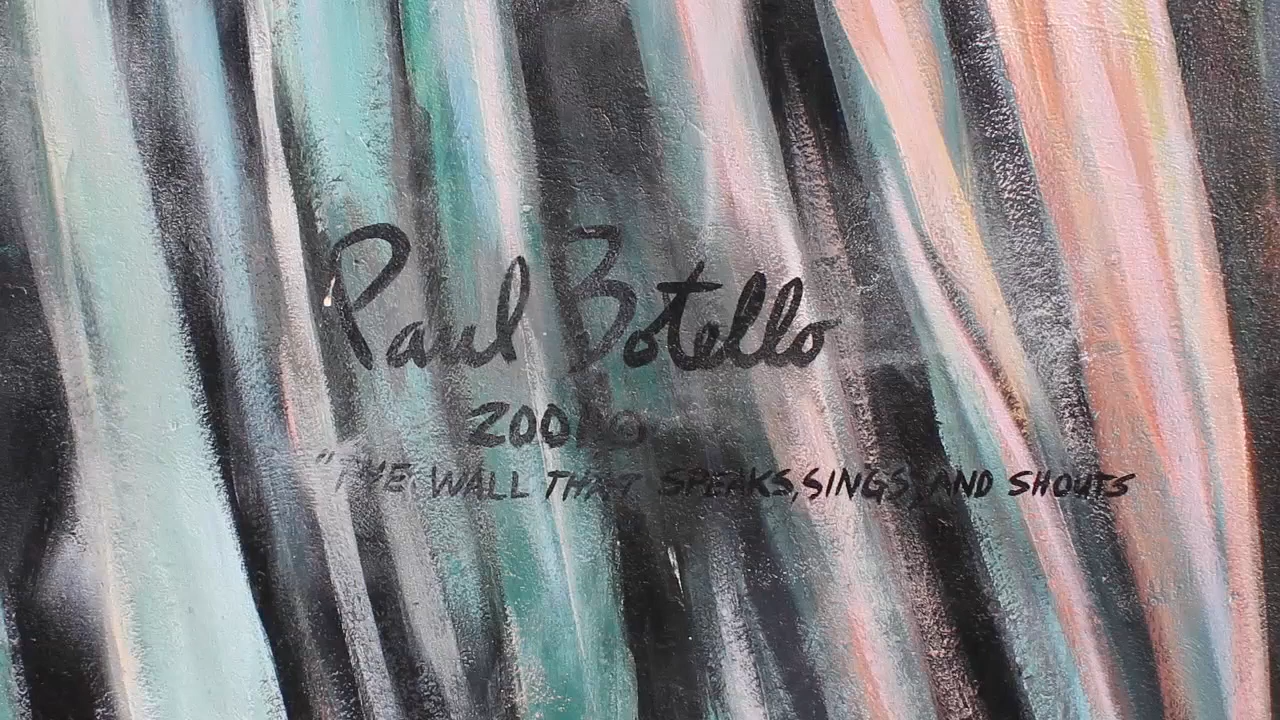 Paul Botello
"THE WALL THAT SPEAKS, SINGS, AND SHOUTS